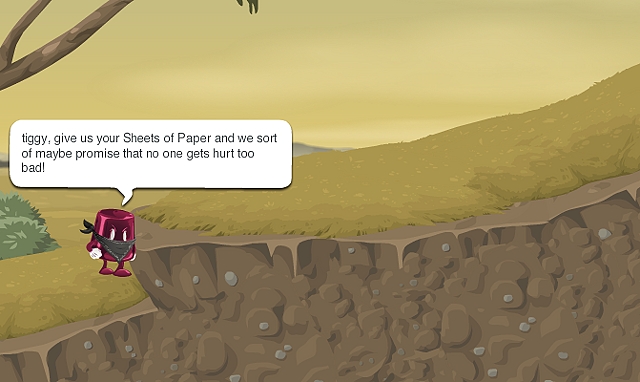 tiggy, give us your Sheets of Paper and we sort
of maybe promise that no one gets hurt too
bad!